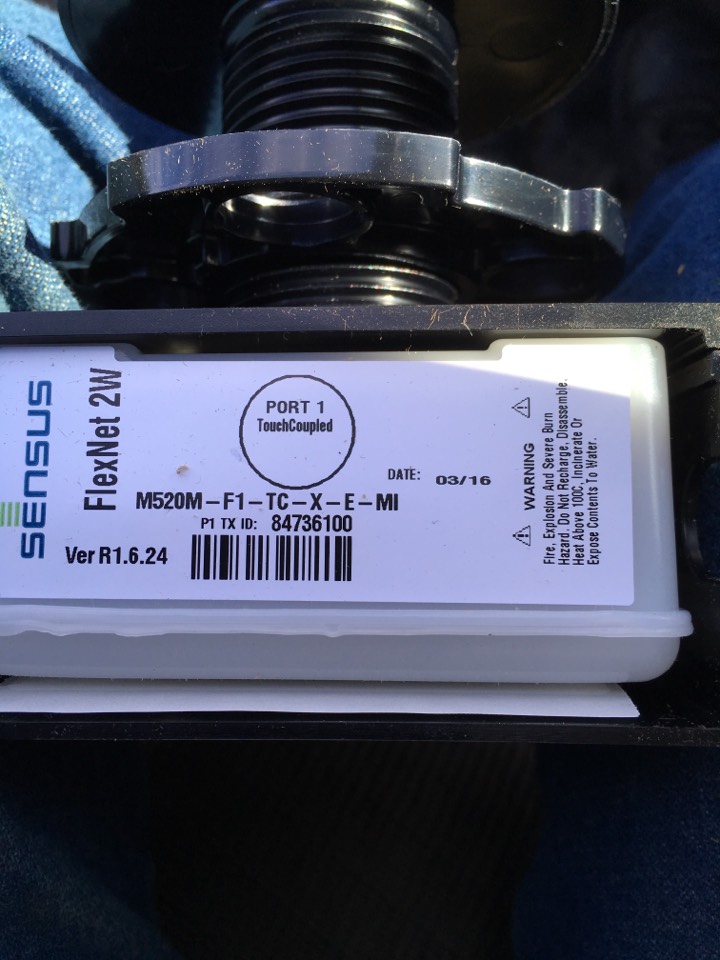 SENSUS
FlexNet 2W
PORT 1
TouchCoupled
DATE: 03/16
M520M-F1-TC-X-E-MI
P1 TX ID: 84736100
Ver R1.6.24
WARNING
Fire, Explosion And Severe Burn
Hazard. Do Not Recharge, Disassemble,
Heat Above 100C, Incinerate Or
Expose Contents To Water.